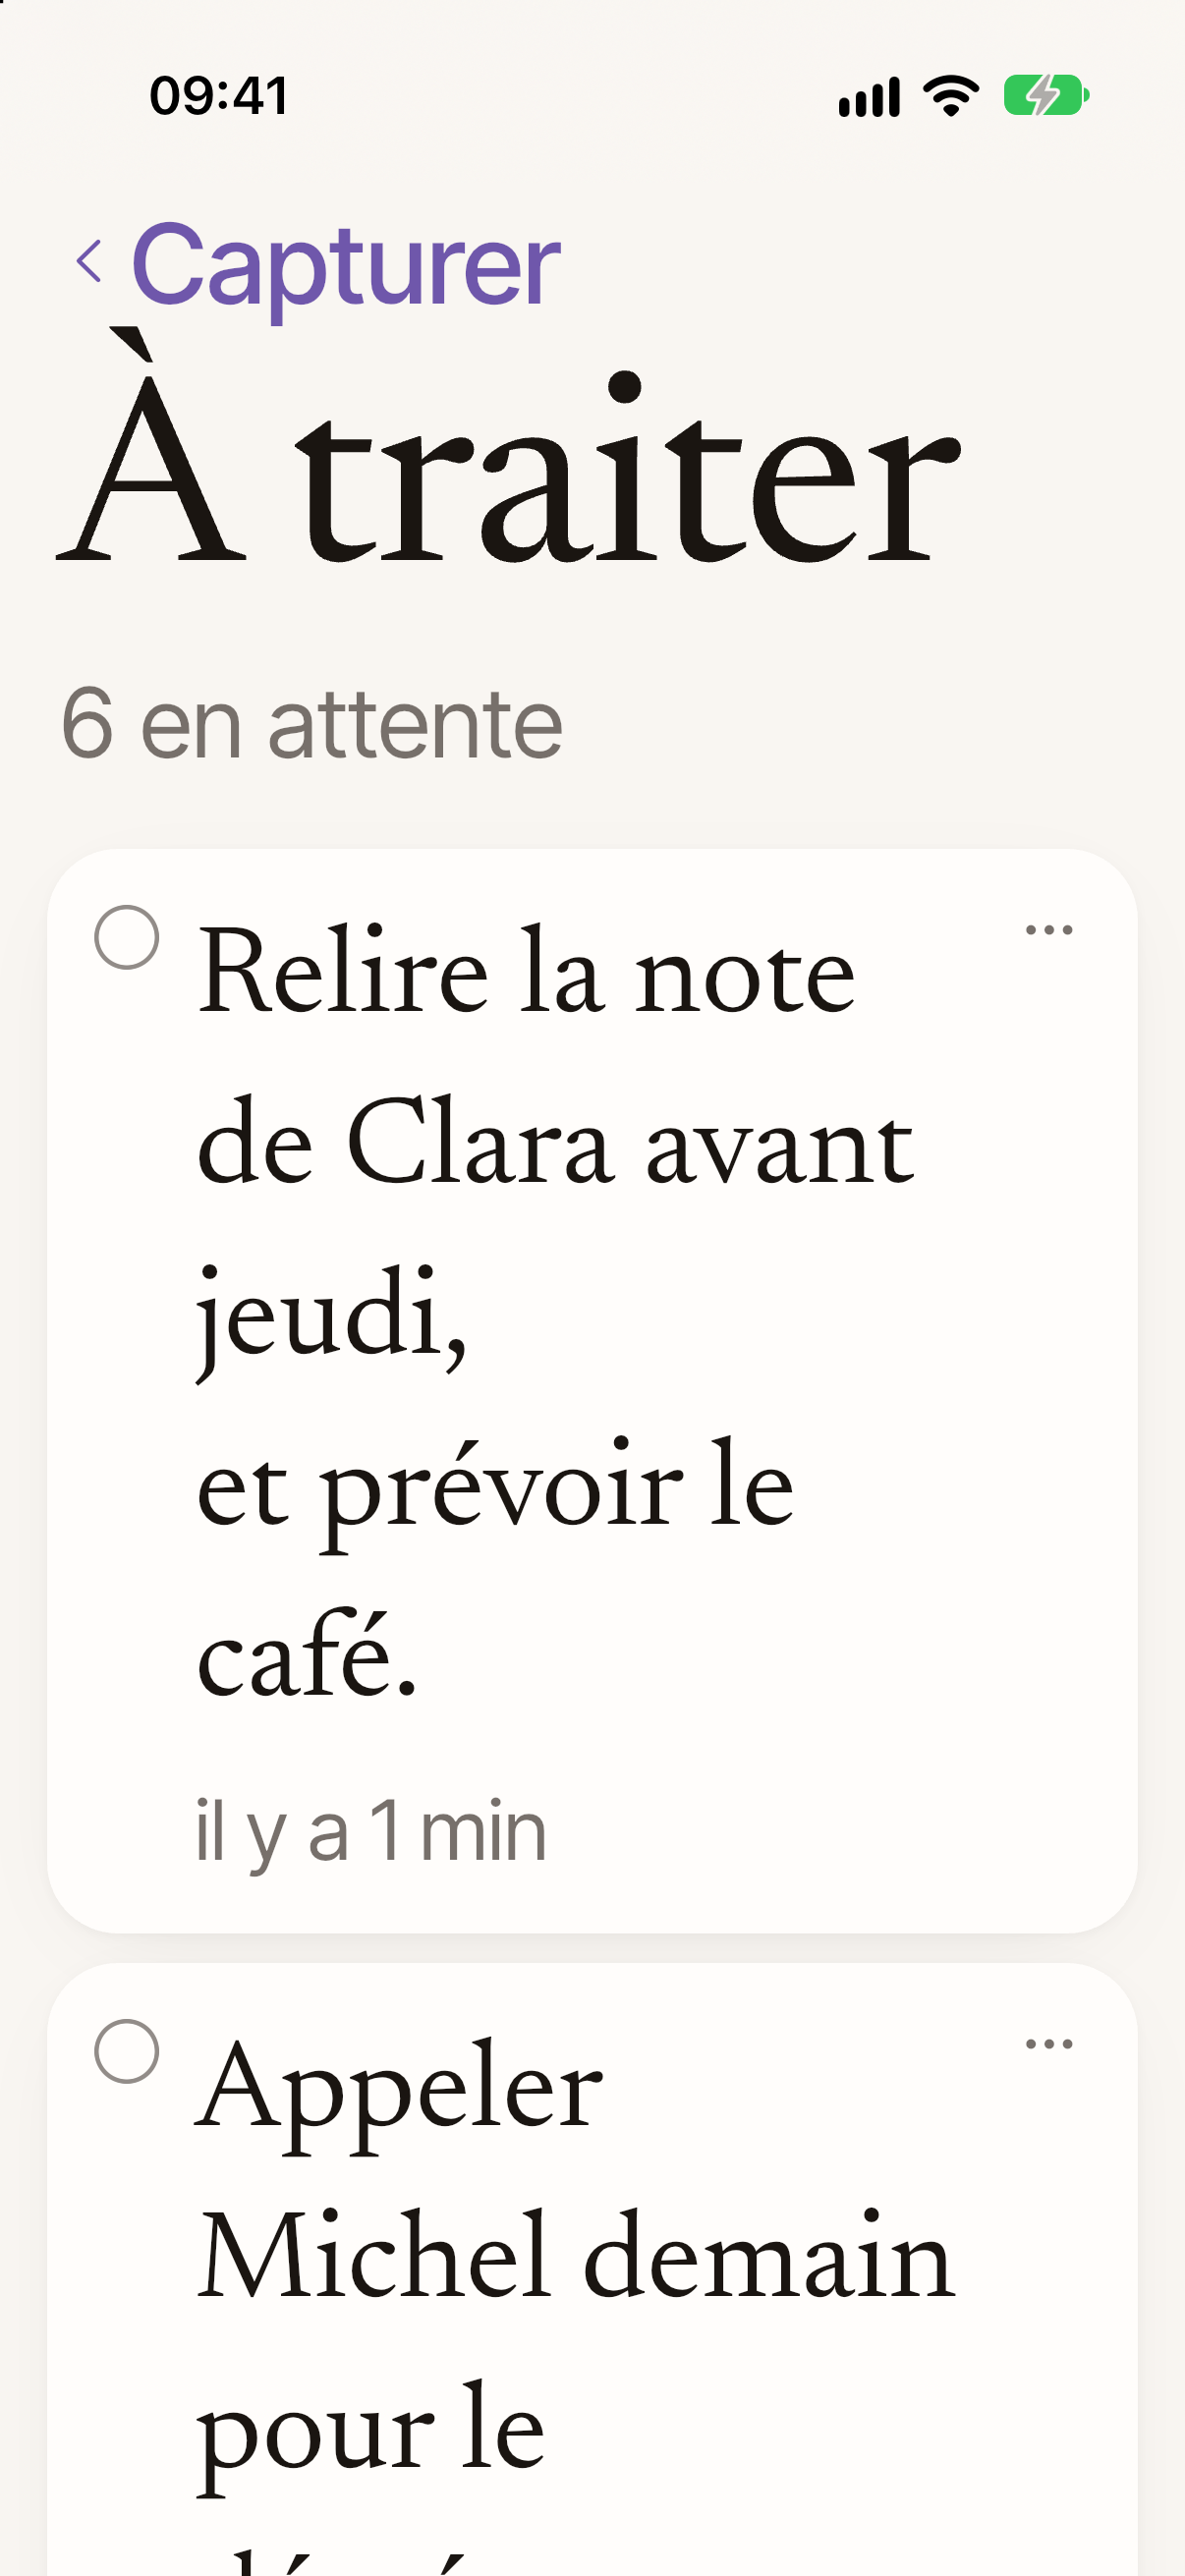 09:41
Capturer
À traiter
6 en attente
Relire la note
de Clara avant
jeudi,
et prévoir le
café.
il y a 1 min
Appeler
Michel demain
pour le